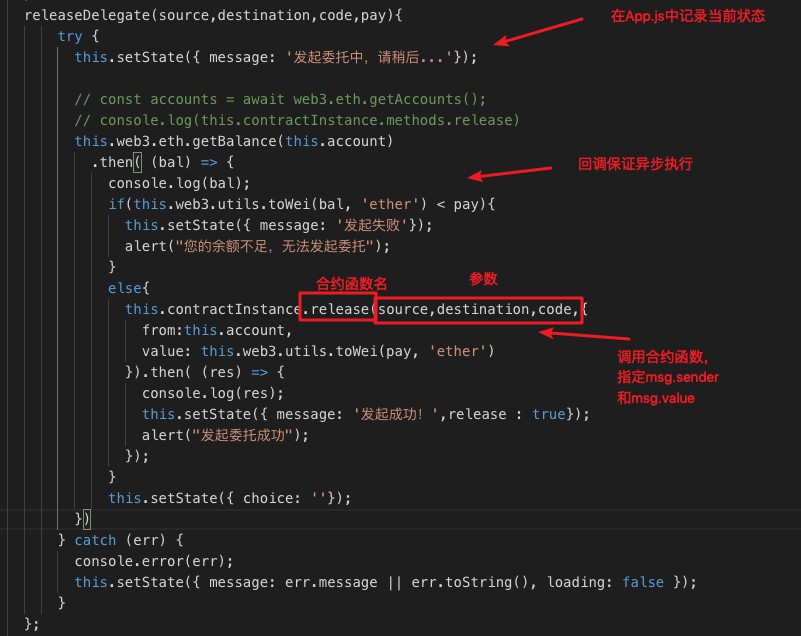 releaseDelegate(source,destination,code,pay){
在App.js中记录当前状态
try {
this.setState({ message: '发起委托中，请稍后...'});
// const accounts = await web3.eth.getAccounts();
// console.log(this.contractInstance.methods.release)
this.web3.eth.getBalance(this.account)
.then( (bal) => {
回调保证异步执行
console.log(bal);
if(this.web3.utils.toWei(bal, 'ether') < pay){
this.setState({ message: '发起失败'});
alert("您的余额不足，无法发起委托");
}
else{
合约函数名
参数
this.contractInstance.release(source,destination,code,{
from:this.account,
value: this.web3.utils.toWei(pay, 'ether')
调用合约函数，
指定msg.sender
和msg.value
}).then( (res) => {
console.log(res);
this.setState({ message: '发起成功！',release : true});
alert("发起委托成功");
});
}
this.setState({ choice: ''});
})
} catch (err) {
console.error(err);
this.setState({ message: err.message || err.toString(), loading: false });
}
};